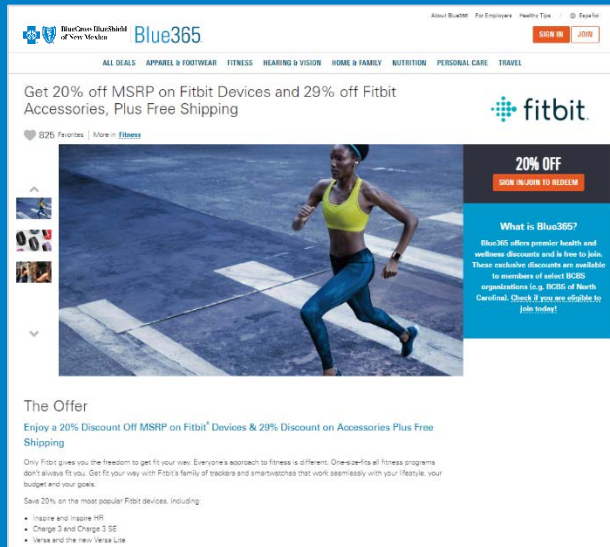 About Blue365 For Employers Healthy Tips Español
BlueCross BlueShield
of New Mexico
Blue365.
SIGN IN
JOIN
ALL DEALS APPAREL & FOOTWEAR FITNESS HEARING & VISION HOME & FAMILY NUTRITION PERSONAL CARE TRAVEL
Get 20% off MSRP on Fitbit Devices and 29% off Fitbit
Accessories, Plus Free Shipping
fitbit.
825 Favorites | More in Fitness
20% OFF
SIGN IN/JOIN TO REDEEM
What is Blue365?
Blue365 offers premier health and
wellness discounts and is free to join.
These exclusive discounts are available
to members of select BCBS
organizations (e.g. BCBS of North
Carolina). Check if you are eligible to
join today!
The Offer
Enjoy a 20% Discount Off MSRP on Fitbit® Devices & 29% Discount on Accessories Plus Free
Shipping
Only Fitbit gives you the freedom to get fit your way. Everyone's approach to fitness is different. One-size-fits all fitness programs
don't always fit you. Get fit your way with Fitbit's family of trackers and smartwatches that work seamlessly with your lifestyle, your
budget and your goals.
Save 20% on the most popular Fitbit devices, including:
• Inspire and Inspire HR
• Charge 3 and Charge 3 SE
• Versa and the new Versa Lite